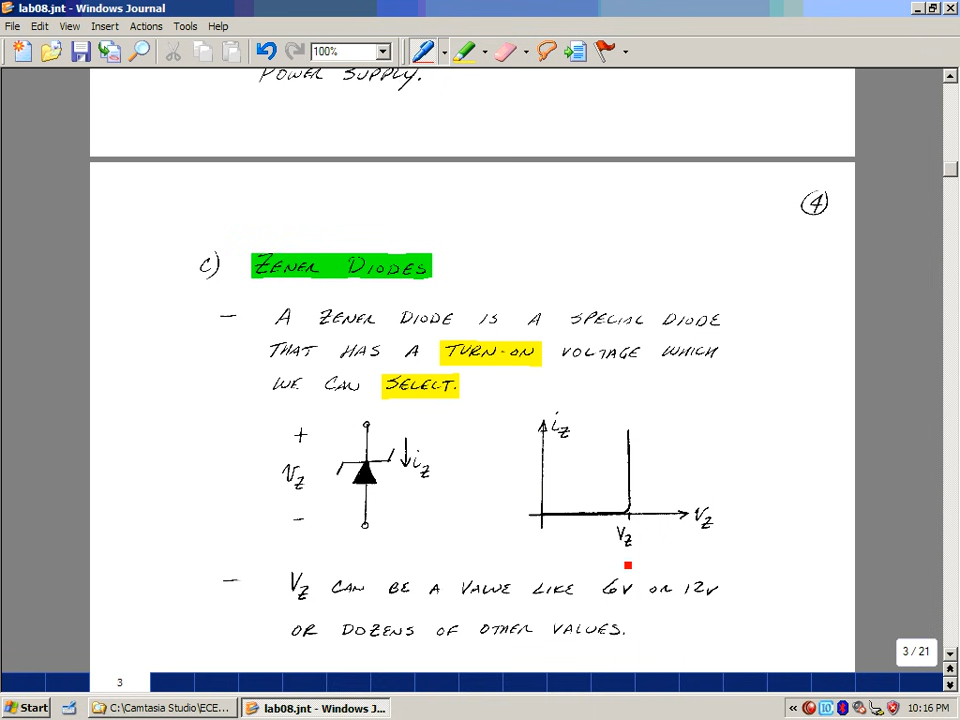 lab08.jnt - Windows Journal
File Edit View Insert Actions Tools Help
100%
POWER SUPPLY.
4
C) ZENER DIODES
- A ZENER DIODE IS A SPECIAL DIODE
THAT HAS A TURN-ON VOLTAGE WHICH
WE CAN SELECT.
+
Vz
-
iz
iz
Vz
Vz
- Vz CAN BE A VALUE LIKE 6V OR 12V
OR DOZENS OF OTHER VALUES.
3 / 21
3
Start C:\Camtasia Studio\ECE... lab08.jnt - Windows J... « 10:16 PM